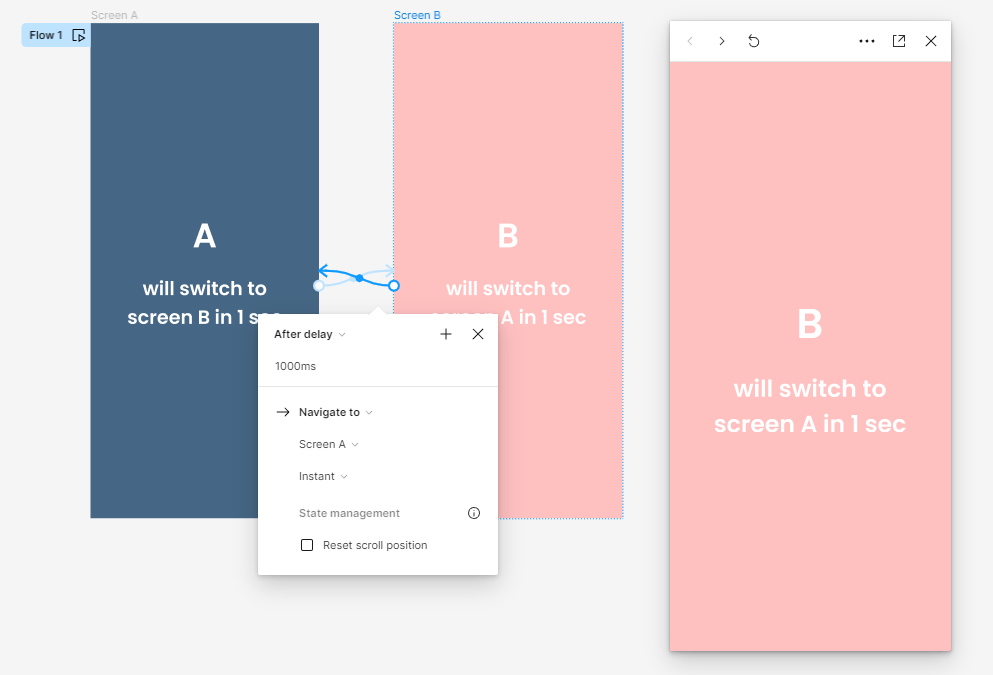 Screen A
Screen B
Flow 1
A
will switch to
screen B in 1 sec
B
will switch to
screen A in 1 sec
After delay
1000ms
Navigate to
Screen A
Instant
State management
Reset scroll position
B
will switch to
screen A in 1 sec